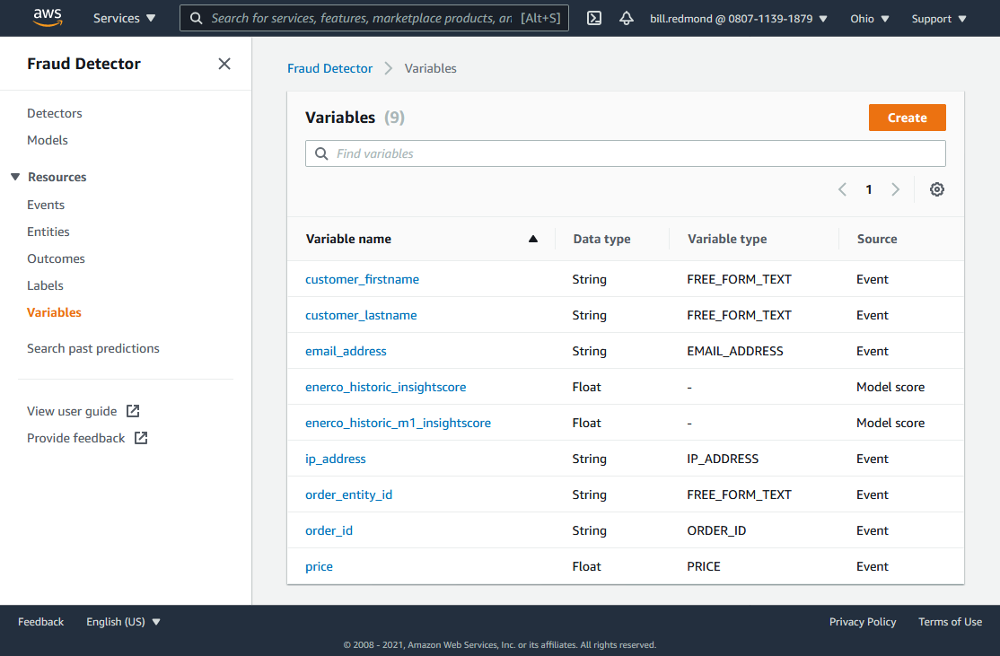 aws Services Search for services, features, marketplace products, an [Alt+S] bill.redmond @ 0807-1139-1879 Ohio Support
Fraud Detector
Detectors
Models
Resources
Events
Entities
Outcomes
Labels
Variables
Search past predictions
View user guide
Provide feedback
Fraud Detector Variables
Variables (9) Create
Find variables
1
Variable name Data type Variable type Source
customer_firstname String FREE_FORM_TEXT Event
customer_lastname String FREE_FORM_TEXT Event
email_address String EMAIL_ADDRESS Event
enerco_historic_insightscore Float - Model score
enerco_historic_m1_insightscore Float - Model score
ip_address String IP_ADDRESS Event
order_entity_id String FREE_FORM_TEXT Event
order_id String ORDER_ID Event
price Float PRICE Event
Feedback English (US) Privacy Policy Terms of Use
© 2008 - 2021, Amazon Web Services, Inc. or its affiliates. All rights reserved.